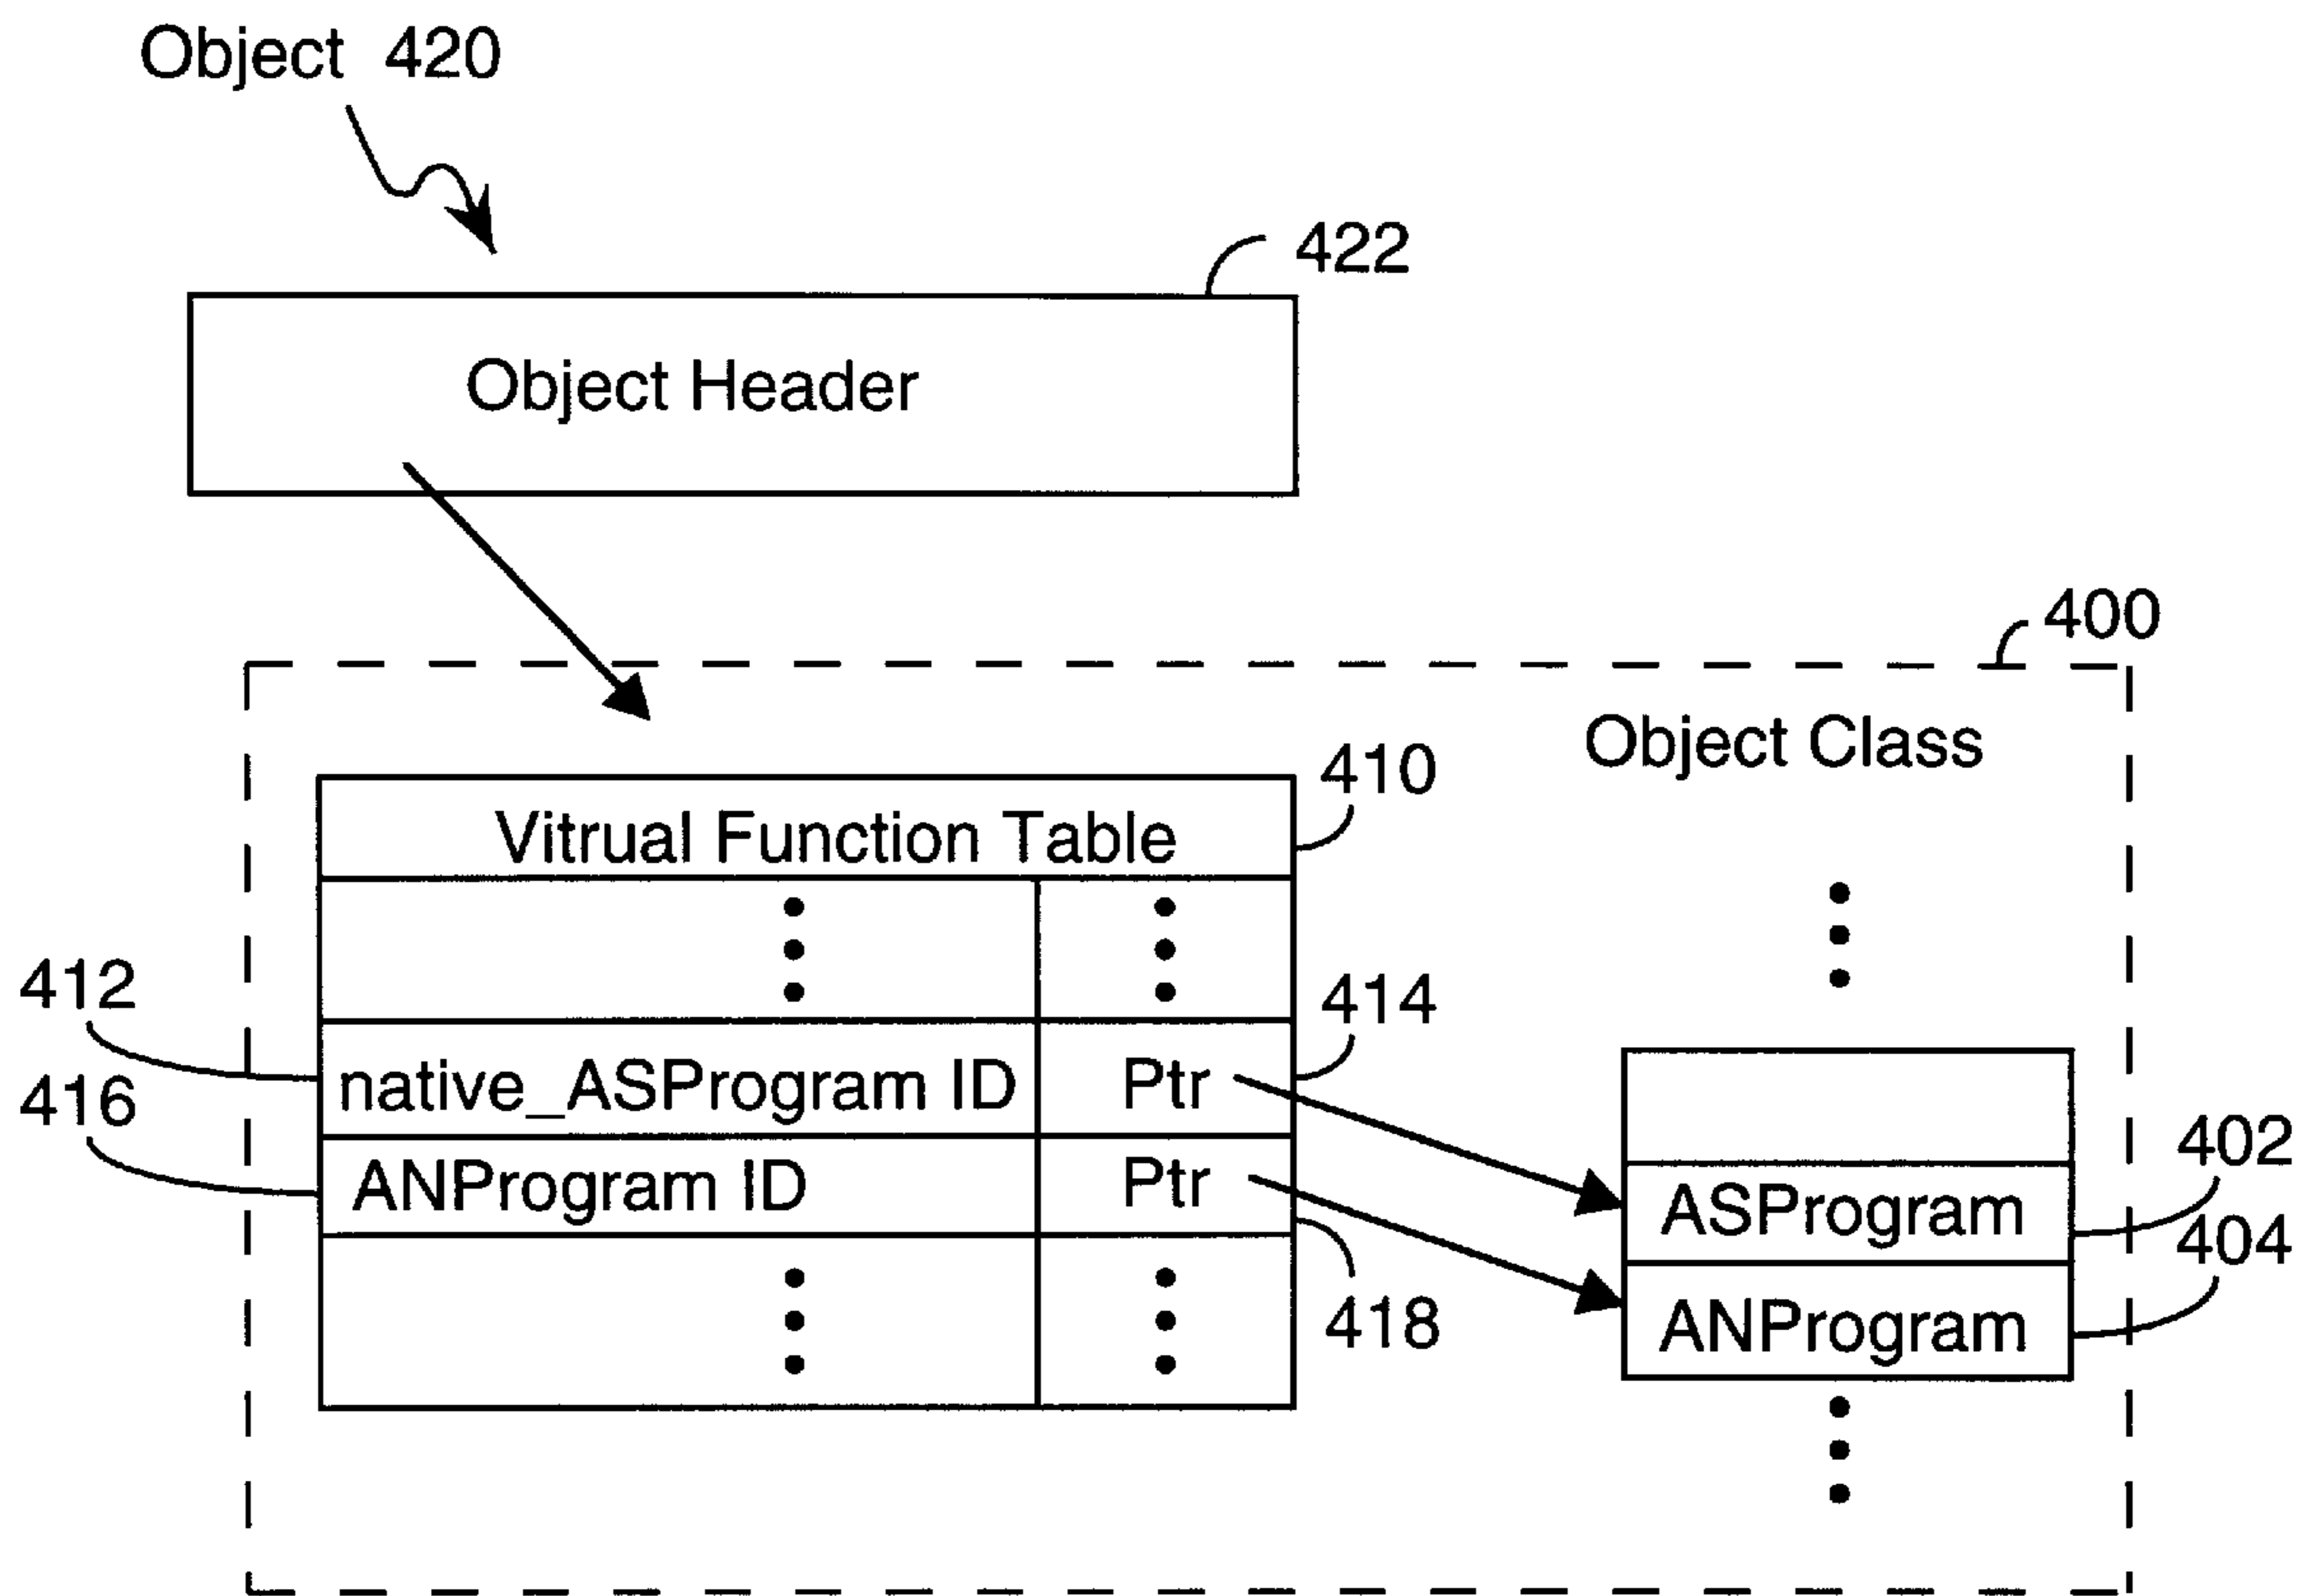 Object 420
422
Object Header
400
Object Class
410
Vitrual Function Table
412
414
native_ASProgram ID
Ptr
416
402
ANProgram ID
Ptr
ASProgram
404
418
ANProgram